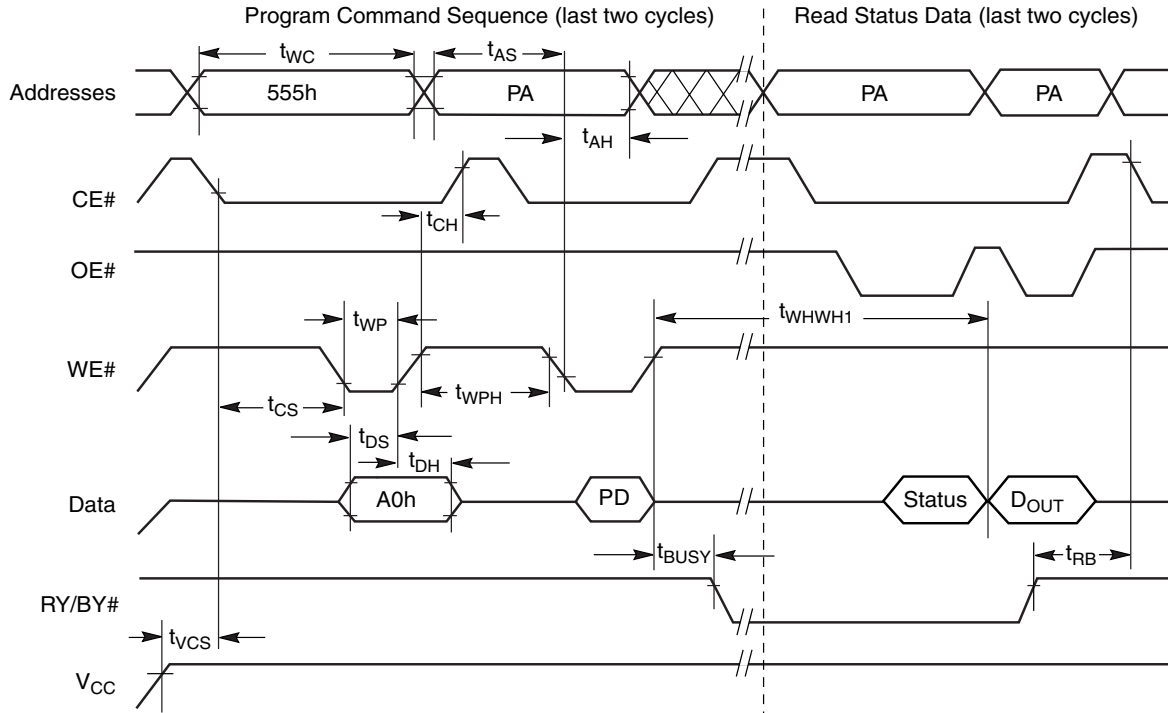 Program Command Sequence (last two cycles)
Read Status Data (last two cycles)
tWC
tAS
Addresses
555h
PA
PA
PA
tAH
CE#
tCH
OE#
tWP
tWHWH1
WE#
tWPH
tCS
tDS
tDH
Data
A0h
PD
Status
DOUT
tBUSY
tRB
RY/BY#
tVCS
VCC